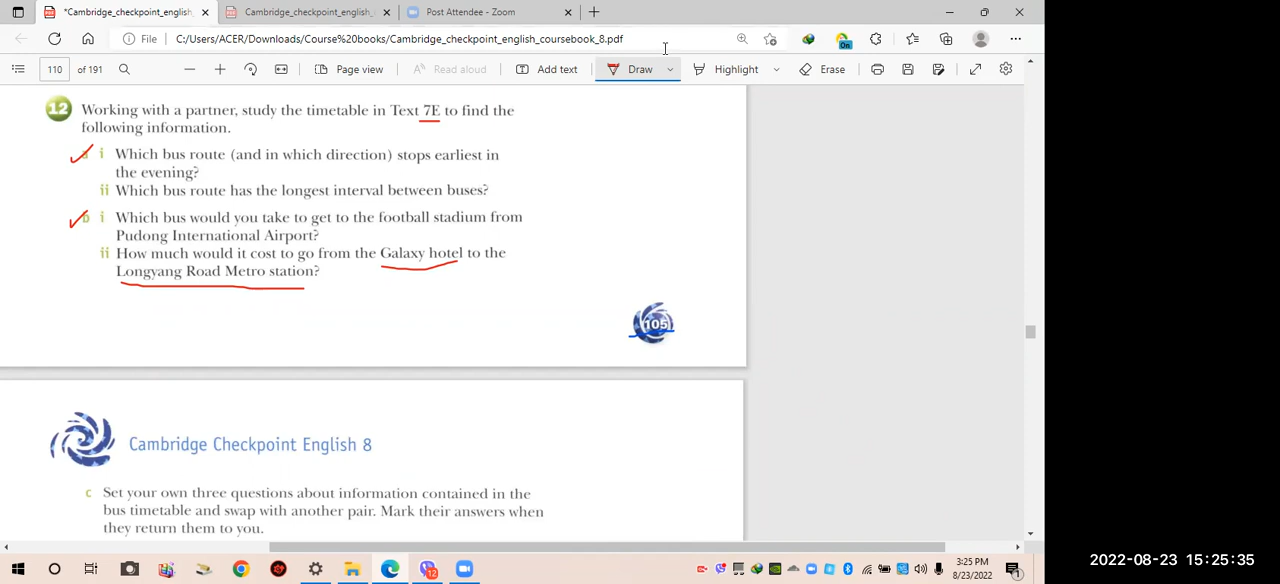 *Cambridge_checkpoint_english_
Cambridge_checkpoint_english_co
Post Attendee - Zoom
File
C:/Users/ACER/Downloads/Course%20books/Cambridge_checkpoint_english_coursebook_8.pdf
On
110 of 191
Page view
Read aloud
Add text
Draw
Highlight
Erase
12 Working with a partner, study the timetable in Text 7E to find the
following information.
a i Which bus route (and in which direction) stops earliest in
the evening?
ii Which bus route has the longest interval between buses?
b i Which bus would you take to get to the football stadium from
Pudong International Airport?
ii How much would it cost to go from the Galaxy hotel to the
Longyang Road Metro station?
105
Cambridge Checkpoint English 8
c Set your own three questions about information contained in the
bus timetable and swap with another pair. Mark their answers when
they return them to you.
12
3:25 PM
8/23/2022
1
2022-08-23 15:25:35